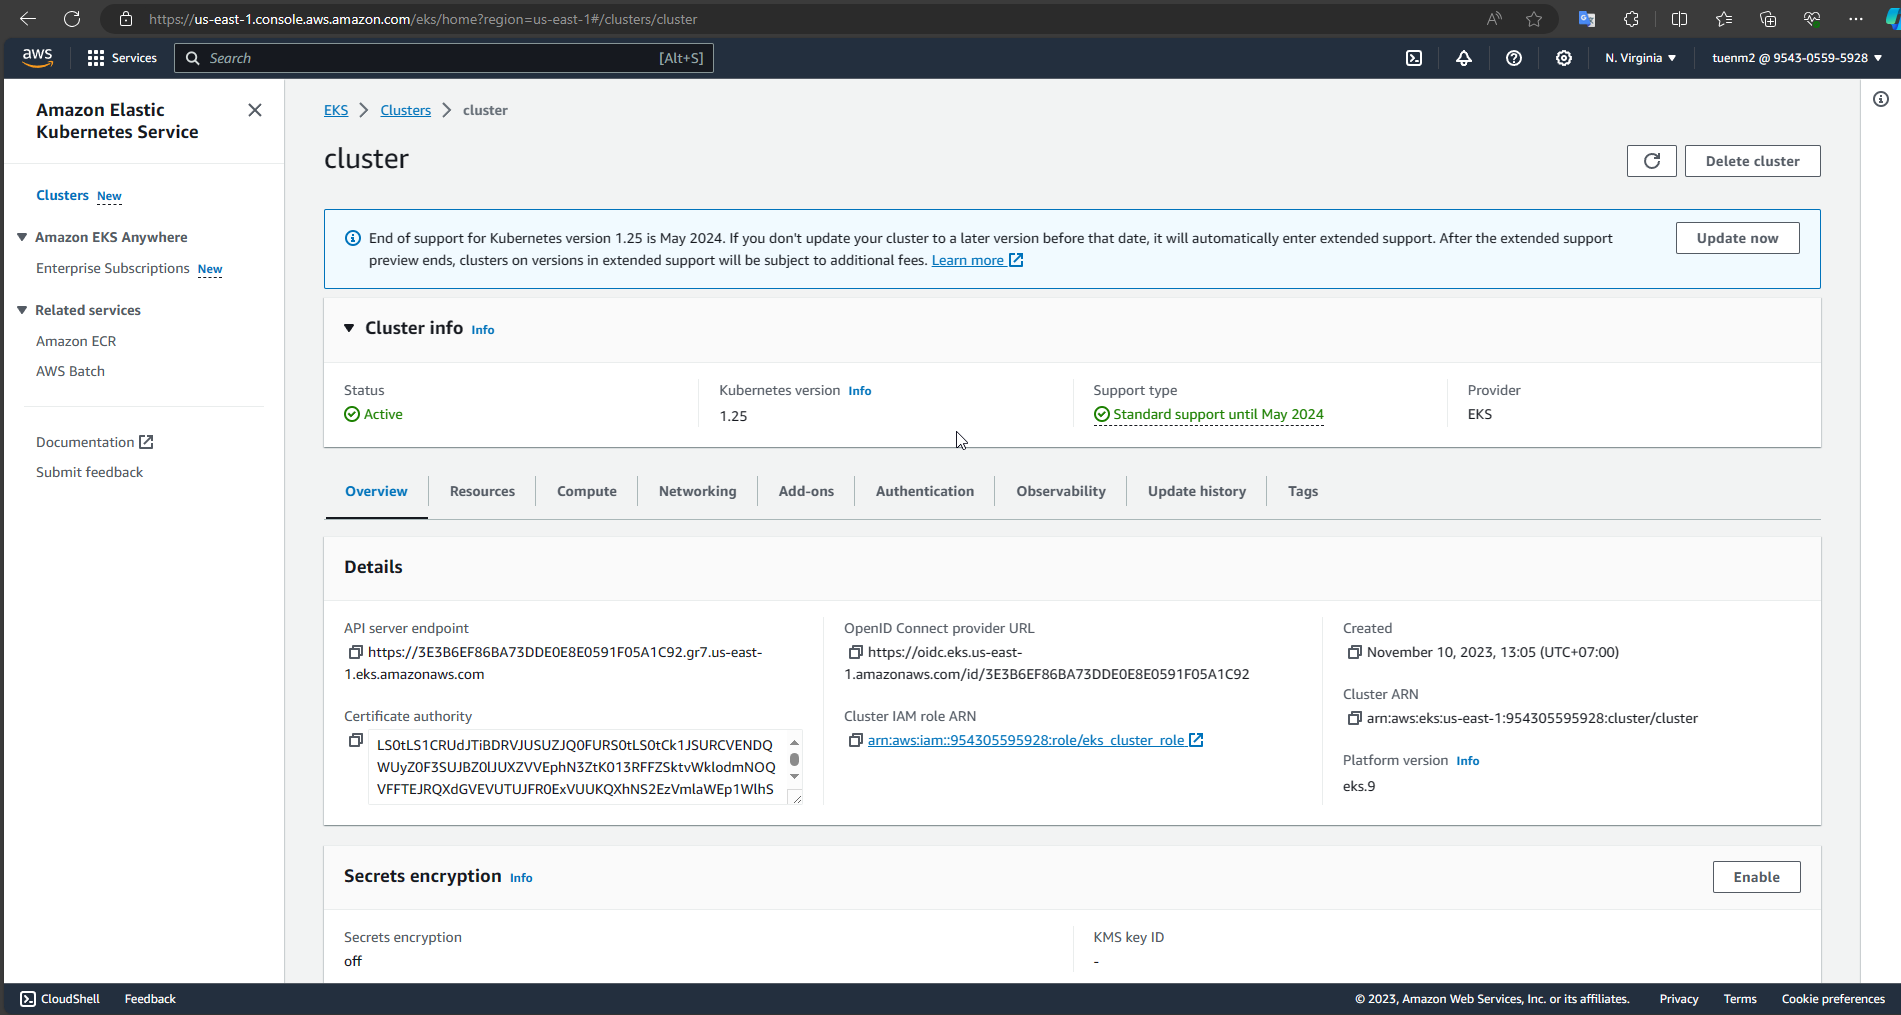 https://us-east-1.console.aws.amazon.com/eks/home?region=us-east-1#/clusters/cluster
aws
Services
Search
[Alt+S]
N. Virginia
tuenm2 @ 9543-0559-5928
Amazon Elastic
Kubernetes Service
Clusters New
Amazon EKS Anywhere
Enterprise Subscriptions New
Related services
Amazon ECR
AWS Batch
Documentation
Submit feedback
EKS
Clusters
cluster
cluster
Delete cluster
End of support for Kubernetes version 1.25 is May 2024. If you don't update your cluster to a later version before that date, it will automatically enter extended support. After the extended support
preview ends, clusters on versions in extended support will be subject to additional fees. Learn more
Update now
Cluster info Info
Status
Active
Kubernetes version Info
1.25
Support type
Standard support until May 2024
Provider
EKS
Overview
Resources
Compute
Networking
Add-ons
Authentication
Observability
Update history
Tags
Details
API server endpoint
https://3E3B6EF86BA73DDE0E8E0591F05A1C92.gr7.us-east-
1.eks.amazonaws.com
Certificate authority
LS0tLS1CRUdJTiBDRVJUSUZJQ0FURS0tLS0tCk1JSURCVENDQ
WUyZ0F3SUJBZ0lJUXZVVEphN3ZtK013RFFZSktvWklodmNOQ
VFFTEJRQXdGVEVUTUJFR0ExVUUKQXhNS2EzVmlaWEp1WlhS
OpenID Connect provider URL
https://oidc.eks.us-east-
1.amazonaws.com/id/3E3B6EF86BA73DDE0E8E0591F05A1C92
Cluster IAM role ARN
arn:aws:iam::954305595928:role/eks_cluster_role
Created
November 10, 2023, 13:05 (UTC+07:00)
Cluster ARN
arn:aws:eks:us-east-1:954305595928:cluster/cluster
Platform version Info
eks.9
Secrets encryption Info
Enable
Secrets encryption
off
KMS key ID
-
CloudShell
Feedback
© 2023, Amazon Web Services, Inc. or its affiliates.
Privacy
Terms
Cookie preferences